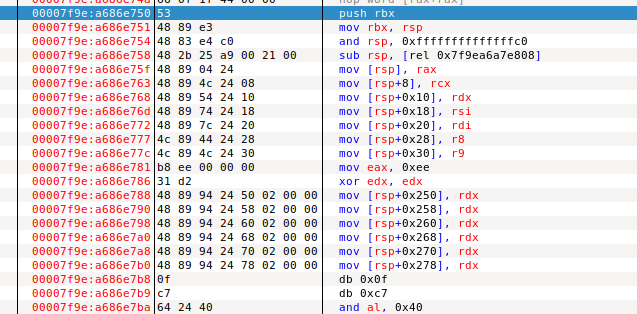 00007f9e:a686e750 53 push rbx
00007f9e:a686e751 48 89 e3 mov rbx, rsp
00007f9e:a686e754 48 83 e4 c0 and rsp, 0xffffffffffffffc0
00007f9e:a686e758 48 2b 25 a9 00 21 00 sub rsp, [rel 0x7f9ea6a7e808]
00007f9e:a686e75f 48 89 04 24 mov [rsp], rax
00007f9e:a686e763 48 89 4c 24 08 mov [rsp+8], rcx
00007f9e:a686e768 48 89 54 24 10 mov [rsp+0x10], rdx
00007f9e:a686e76d 48 89 74 24 18 mov [rsp+0x18], rsi
00007f9e:a686e772 48 89 7c 24 20 mov [rsp+0x20], rdi
00007f9e:a686e777 4c 89 44 24 28 mov [rsp+0x28], r8
00007f9e:a686e77c 4c 89 4c 24 30 mov [rsp+0x30], r9
00007f9e:a686e781 b8 ee 00 00 00 mov eax, 0xee
00007f9e:a686e786 31 d2 xor edx, edx
00007f9e:a686e788 48 89 94 24 50 02 00 00 mov [rsp+0x250], rdx
00007f9e:a686e790 48 89 94 24 58 02 00 00 mov [rsp+0x258], rdx
00007f9e:a686e798 48 89 94 24 60 02 00 00 mov [rsp+0x260], rdx
00007f9e:a686e7a0 48 89 94 24 68 02 00 00 mov [rsp+0x268], rdx
00007f9e:a686e7a8 48 89 94 24 70 02 00 00 mov [rsp+0x270], rdx
00007f9e:a686e7b0 48 89 94 24 78 02 00 00 mov [rsp+0x278], rdx
00007f9e:a686e7b8 0f db 0x0f
00007f9e:a686e7b9 c7 db 0xc7
00007f9e:a686e7ba 64 24 40 and al, 0x40